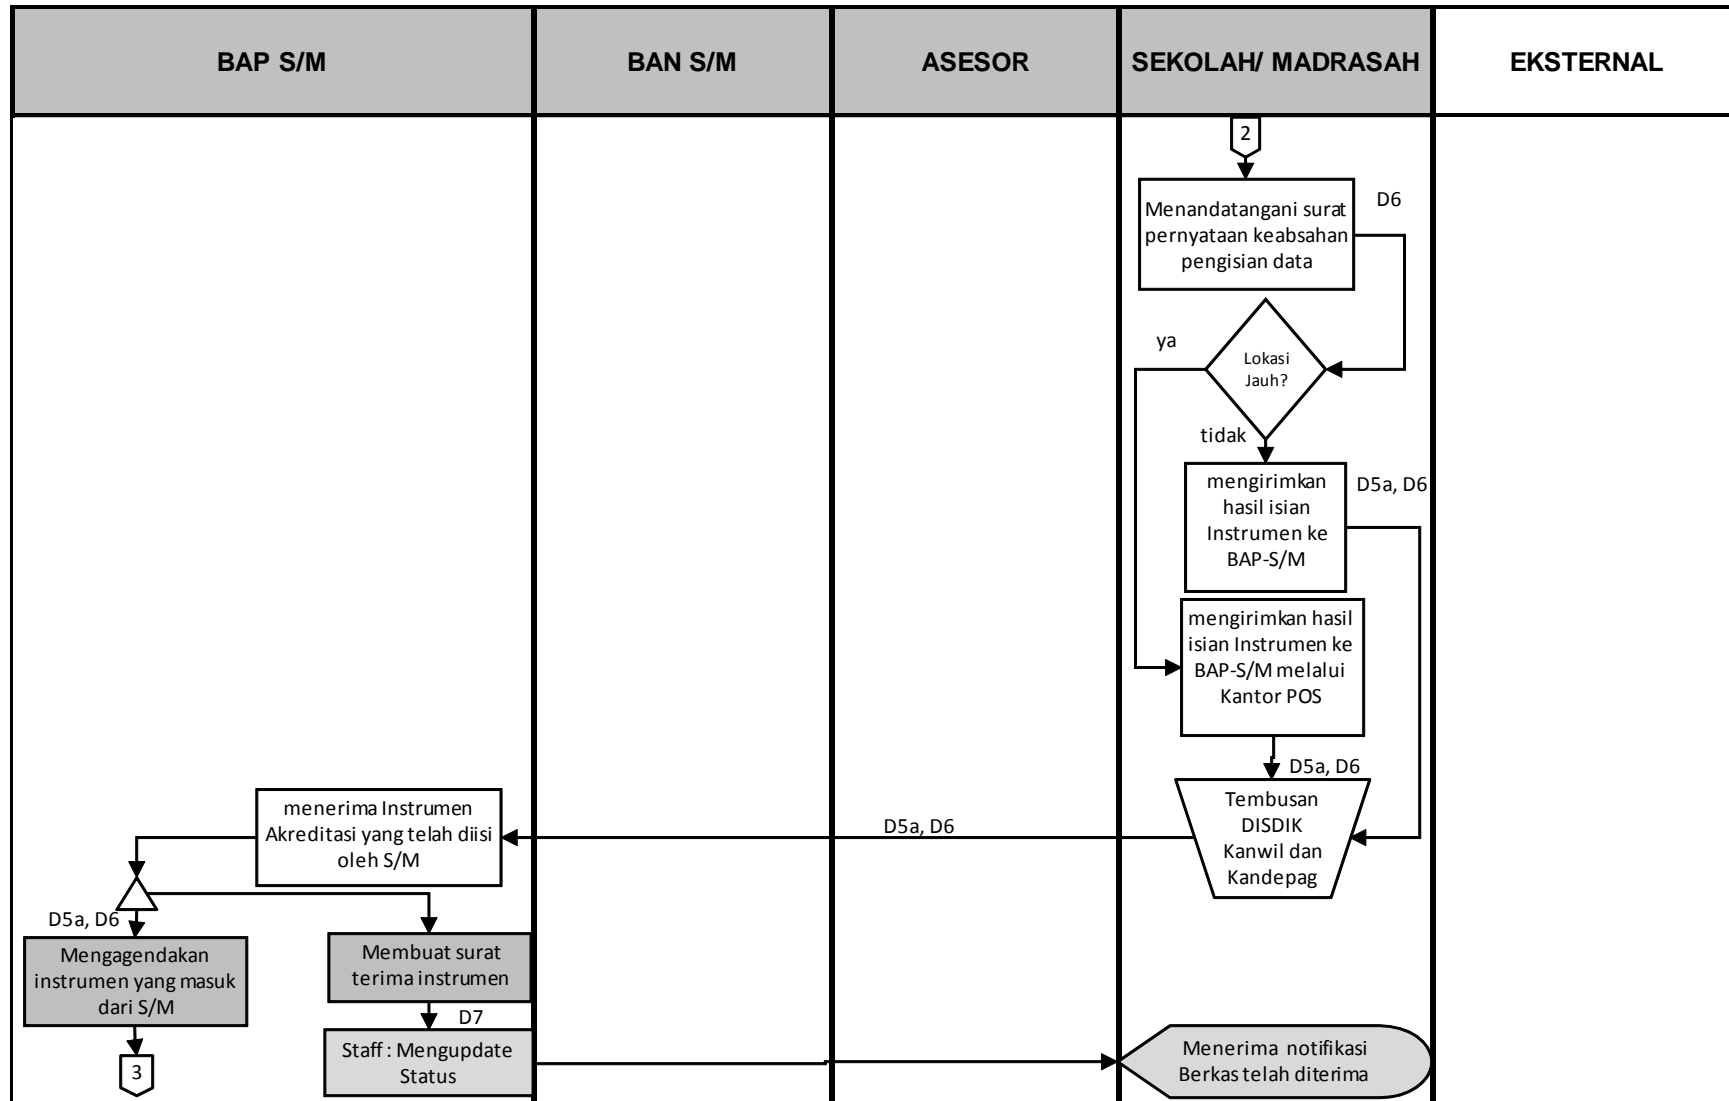 BAP S/M
BAN S/M
ASESOR
SEKOLAH/ MADRASAH
EKSTERNAL
2
Menandatangani surat
pernyataan keabsahan
pengisian data
D6
ya
Lokasi
Jauh?
tidak
mengirimkan
hasil isian
Instrumen ke
BAP-S/M
D5a, D6
mengirimkan hasil
isian Instrumen ke
BAP-S/M melalui
Kantor POS
D5a, D6
Tembusan
DISDIK
Kanwil dan
Kandepag
D5a, D6
menerima Instrumen
Akreditasi yang telah diisi
oleh S/M
D5a, D6
Mengagendakan
instrumen yang masuk
dari S/M
3
Membuat surat
terima instrumen
D7
Staff : Mengupdate
Status
Menerima notifikasi
Berkas telah diterima